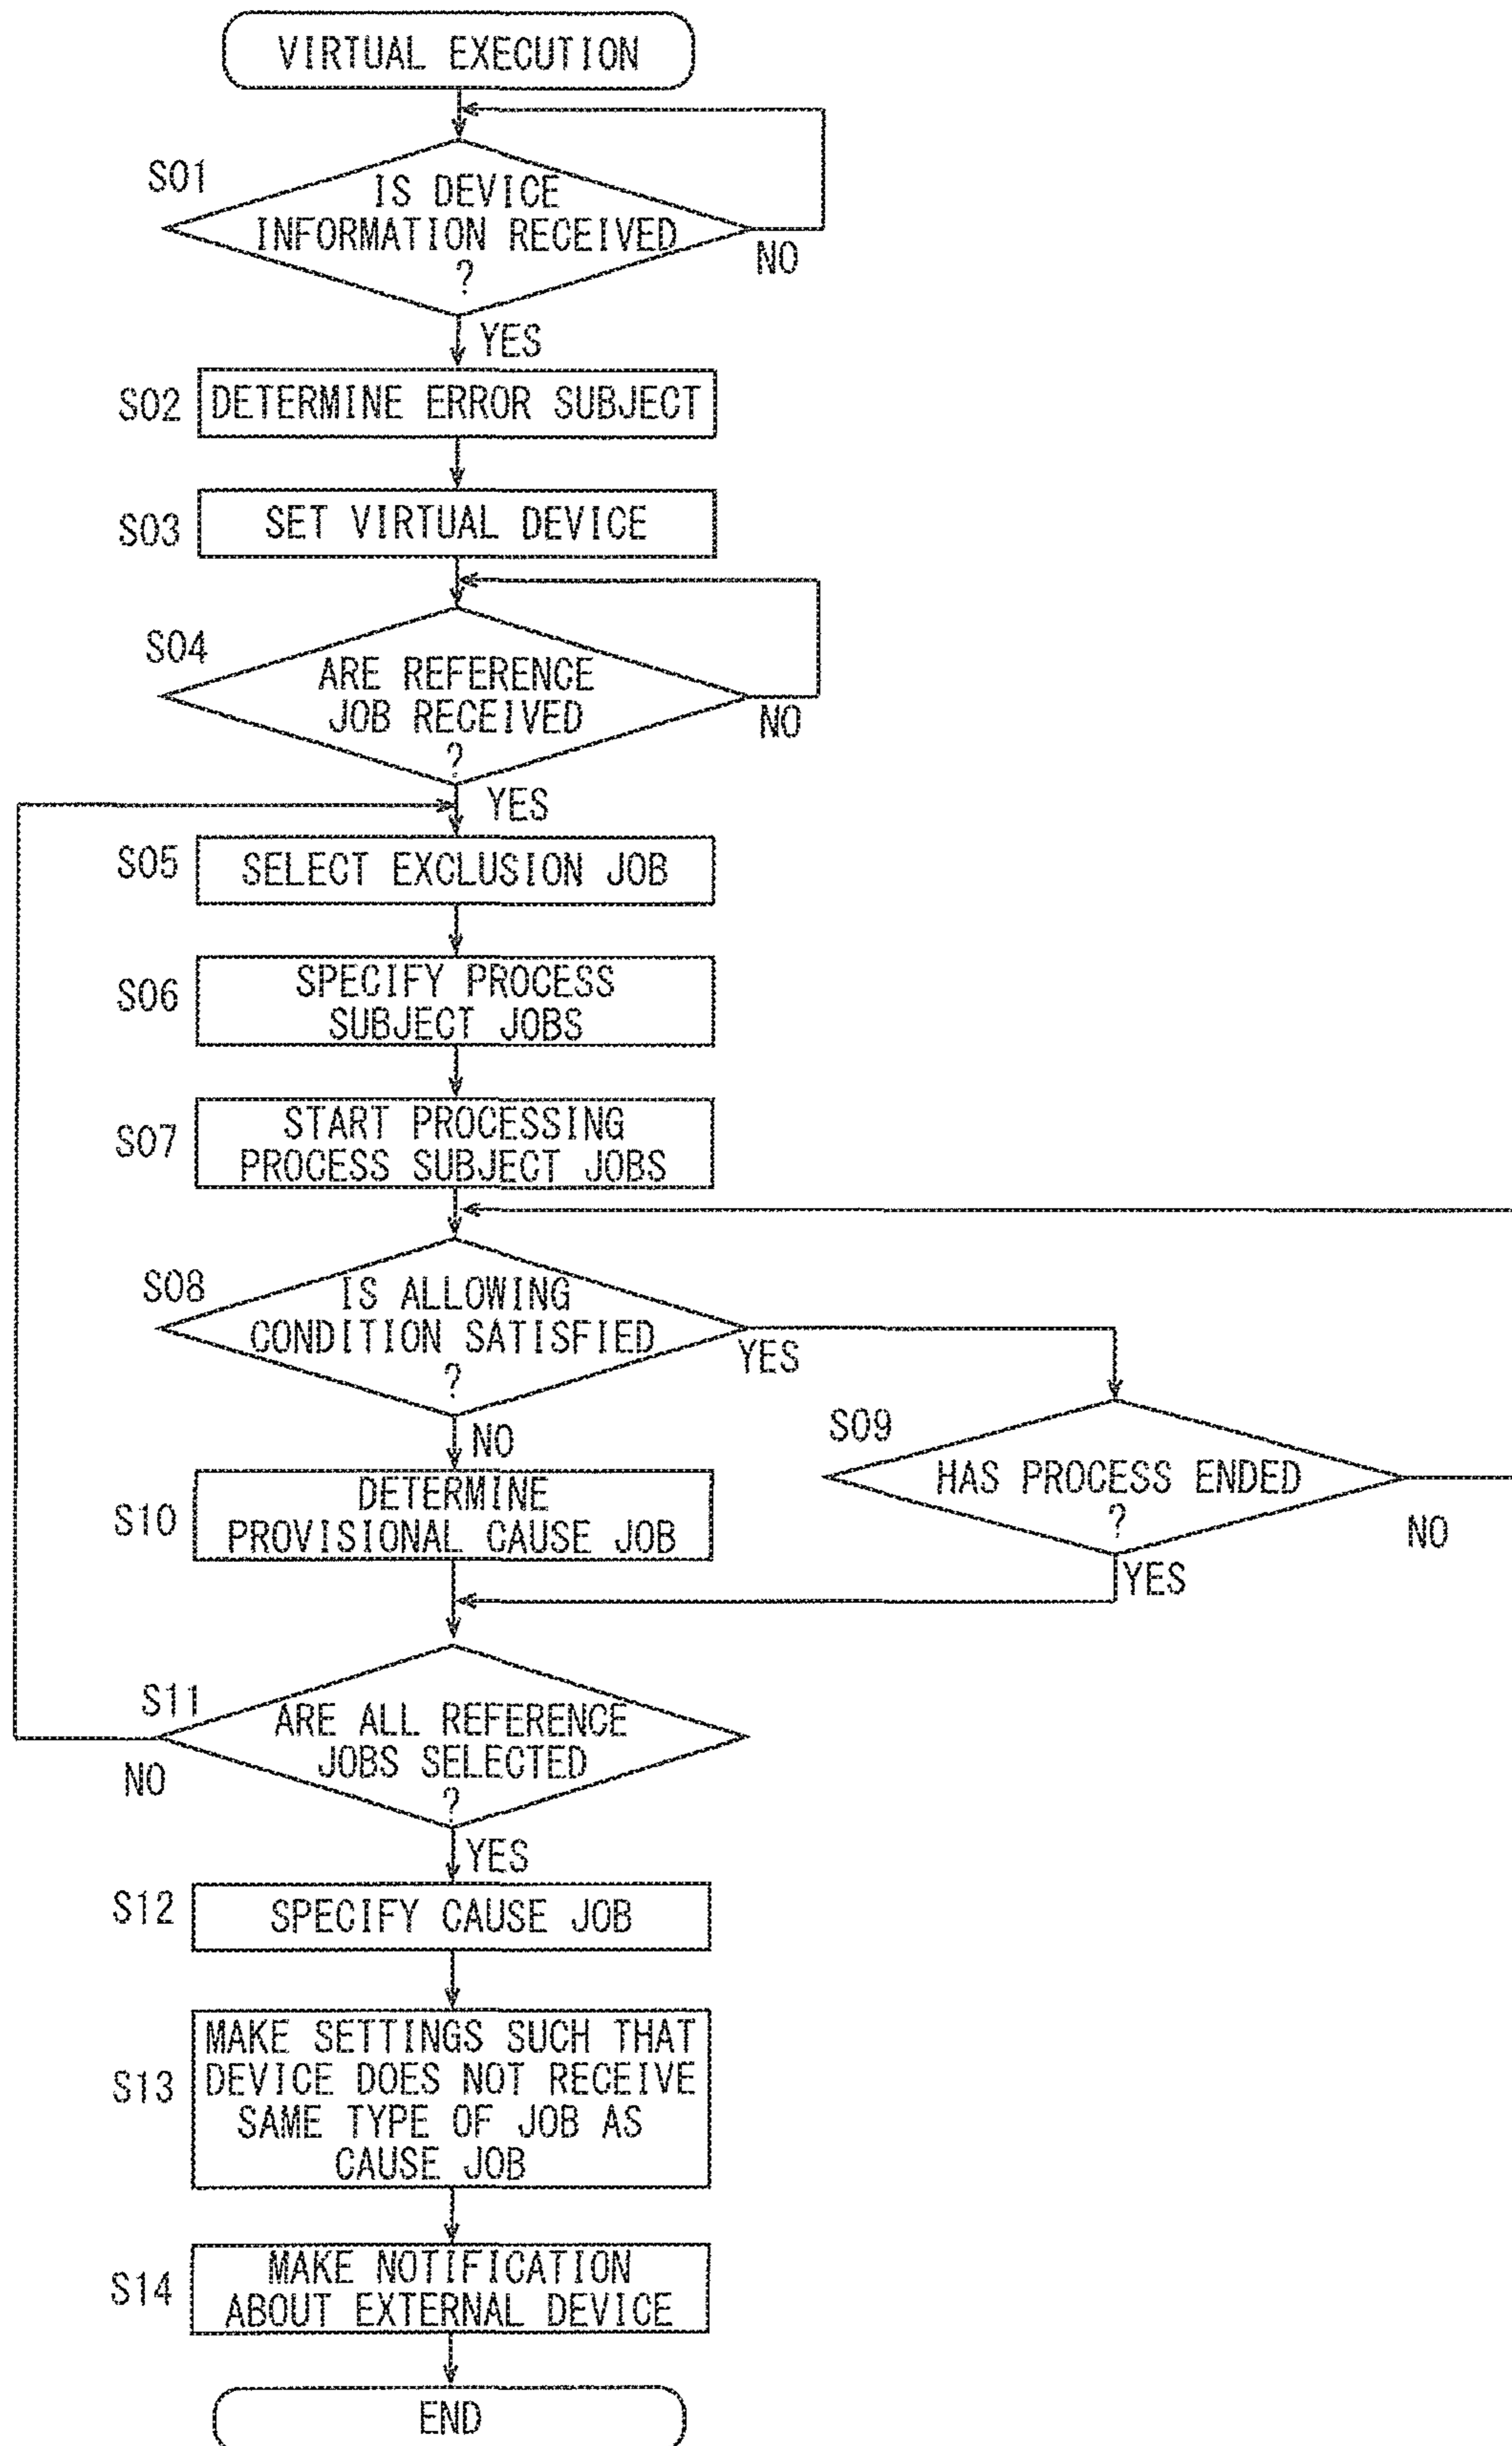 VIRTUAL EXECUTION
S01
IS DEVICE
INFORMATION RECEIVED
?
NO
YES
S02
DETERMINE ERROR SUBJECT
S03
SET VIRTUAL DEVICE
S04
ARE REFERENCE
JOB RECEIVED
?
NO
YES
S05
SELECT EXCLUSION JOB
S06
SPECIFY PROCESS
SUBJECT JOBS
S07
START PROCESSING
PROCESS SUBJECT JOBS
S08
IS ALLOWING
CONDITION SATISFIED
?
YES
NO
S09
HAS PROCESS ENDED
?
NO
YES
S10
DETERMINE
PROVISIONAL CAUSE JOB
S11
ARE ALL REFERENCE
JOBS SELECTED
?
NO
YES
S12
SPECIFY CAUSE JOB
S13
MAKE SETTINGS SUCH THAT
DEVICE DOES NOT RECEIVE
SAME TYPE OF JOB AS
CAUSE JOB
S14
MAKE NOTIFICATION
ABOUT EXTERNAL DEVICE
END